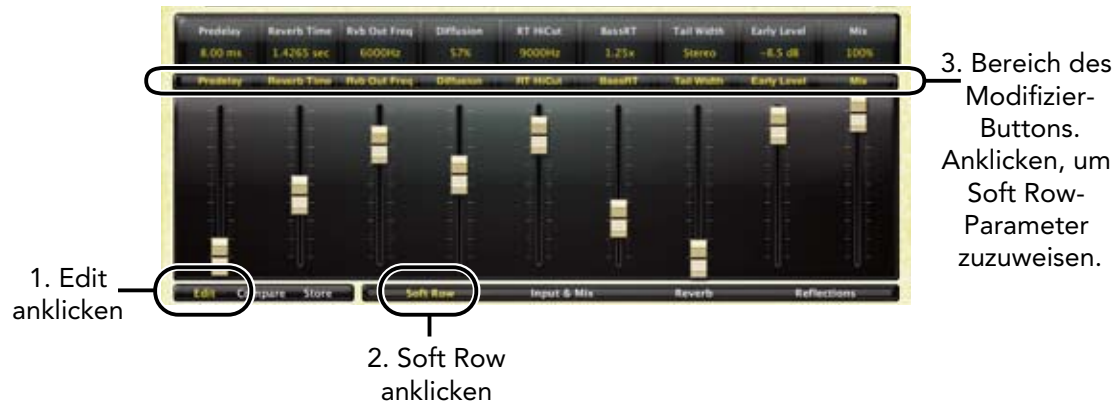 Predelay Reverb Time Rvb Out Freq Diffusion RT HiCut BassRT Tail Width Early Level Mix
8.00 ms 1.4265 sec 6000Hz 57% 9000Hz 1.25x Stereo -8.5 dB 100%
Predelay Reverb Time Rvb Out Freq Diffusion RT HiCut BassRT Tail Width Early Level Mix
3. Bereich des
Modifizier-
Buttons.
Anklicken, um
Soft Row-
Parameter
zuzuweisen.
1. Edit
anklicken
Edit Compare Store Soft Row Input & Mix Reverb Reflections
2. Soft Row
anklicken